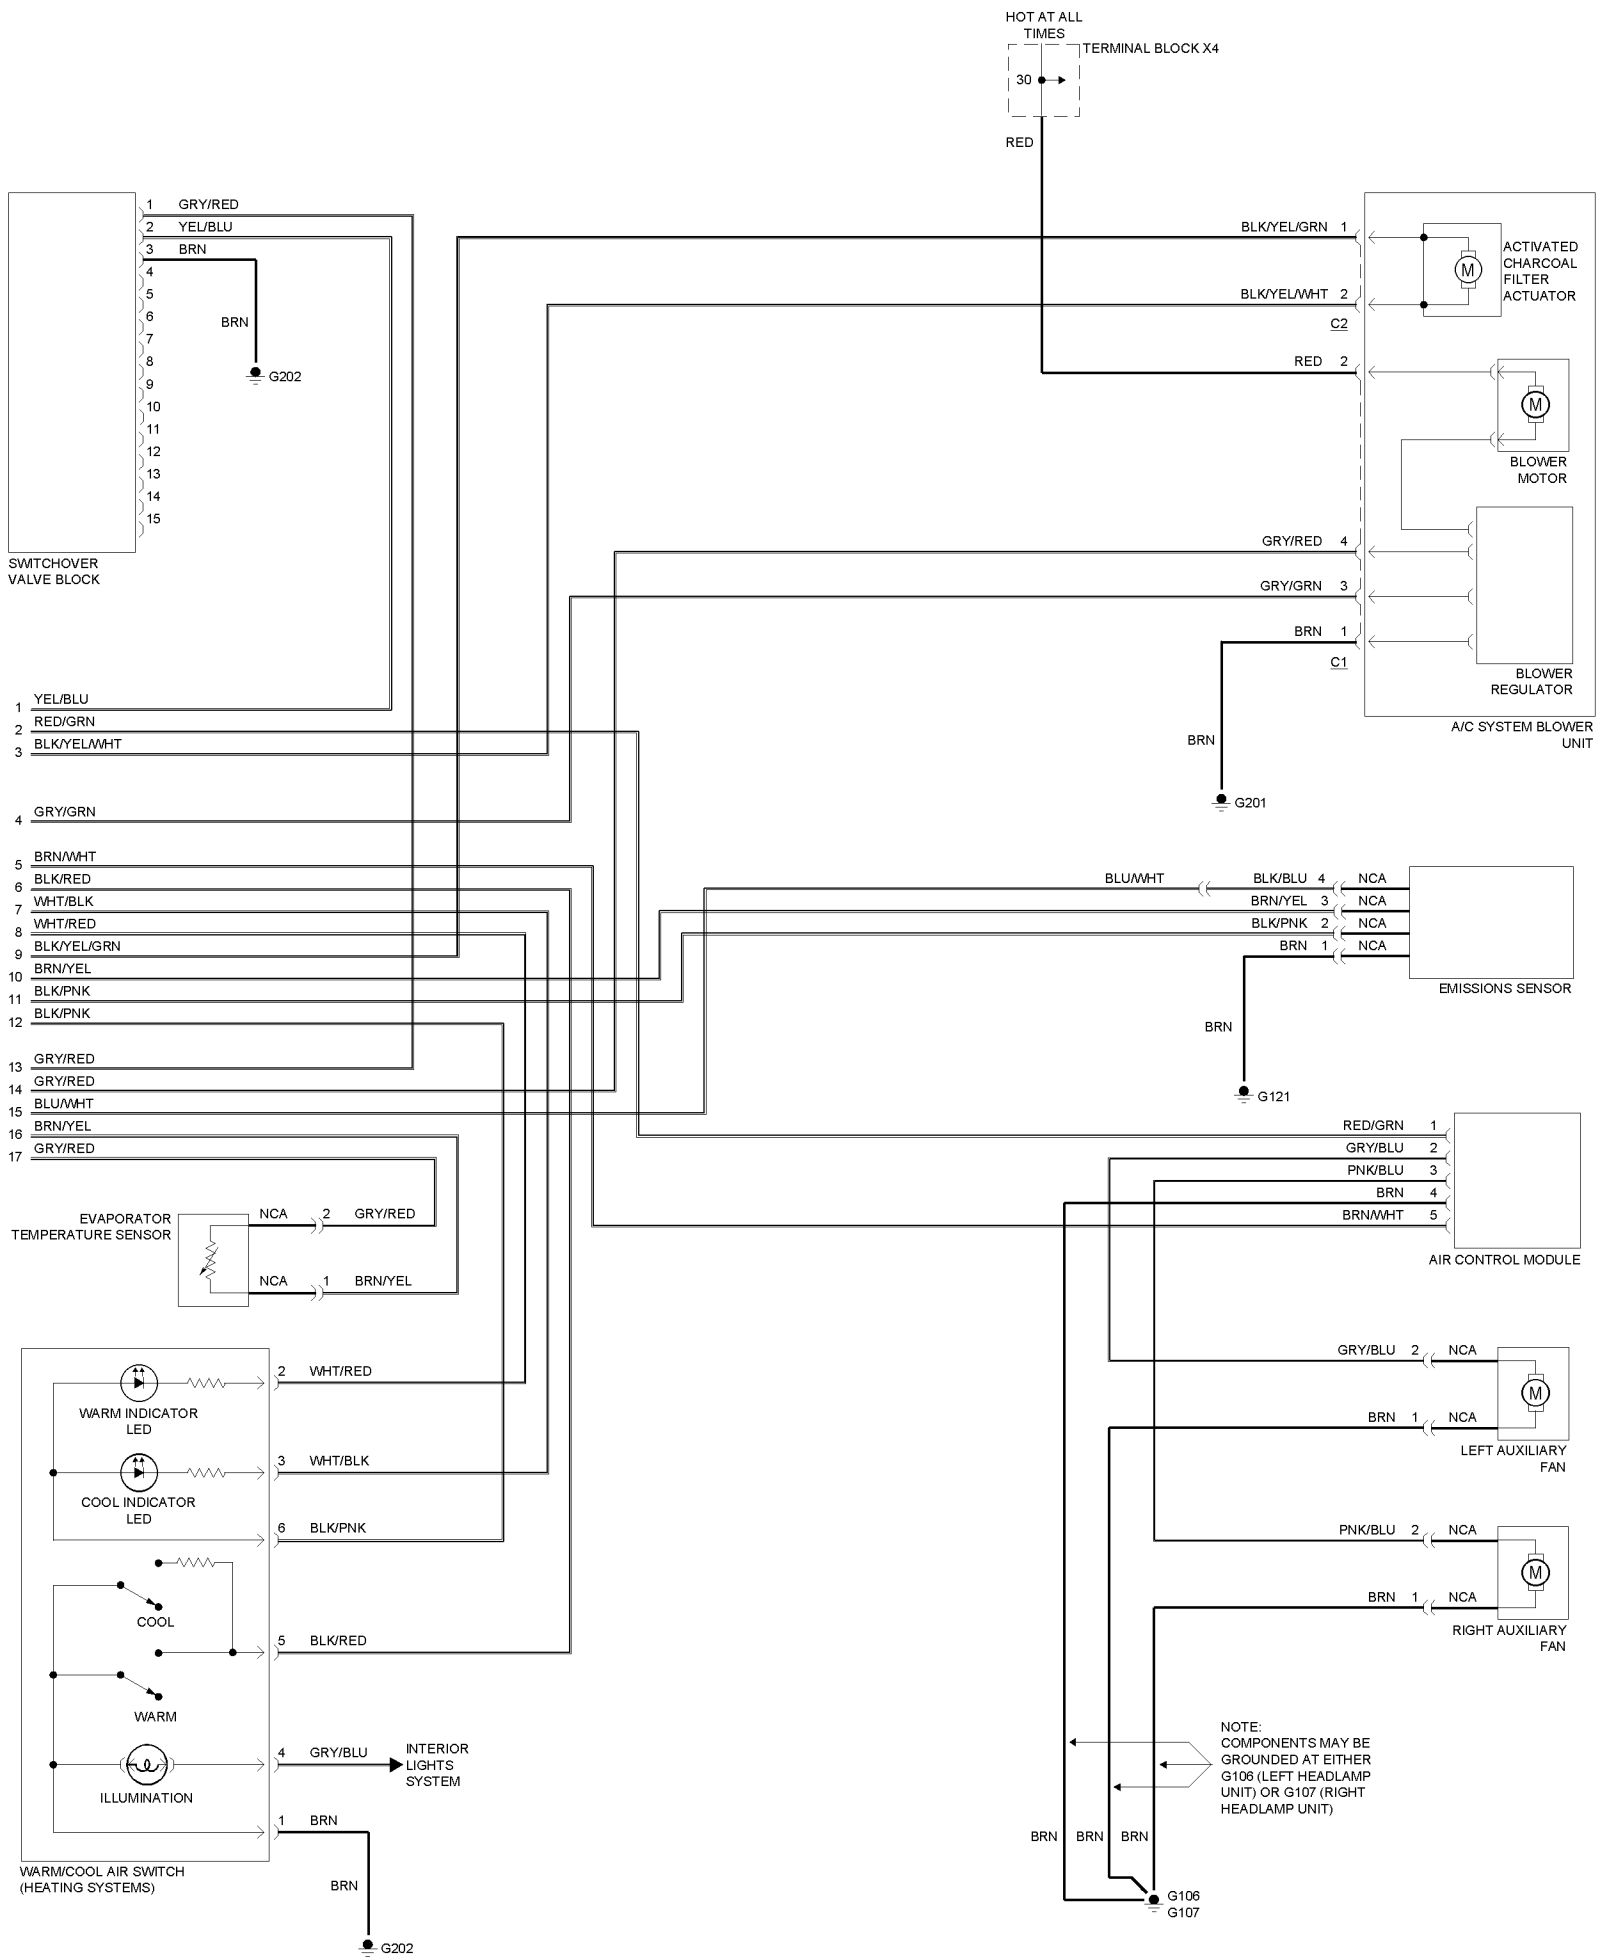 HOT AT ALL
TIMES
TERMINAL BLOCK X4
30
RED
1 GRY/RED
2 YEL/BLU
3 BRN
4
5
6
7
8
9
10
11
12
13
14
15
BRN
G202
SWITCHOVER
VALVE BLOCK
BLK/YEL/GRN 1
BLK/YEL/WHT 2
C2
RED 2
GRY/RED 4
GRY/GRN 3
BRN 1
C1
ACTIVATED
CHARCOAL
FILTER
ACTUATOR
M
M
BLOWER
MOTOR
BLOWER
REGULATOR
A/C SYSTEM BLOWER
UNIT
BRN
G201
1 YEL/BLU
2 RED/GRN
3 BLK/YEL/WHT
4 GRY/GRN
5 BRN/WHT
6 BLK/RED
7 WHT/BLK
8 WHT/RED
9 BLK/YEL/GRN
10 BRN/YEL
11 BLK/PNK
12 BLK/PNK
13 GRY/RED
14 GRY/RED
15 BLU/WHT
16 BRN/YEL
17 GRY/RED
BLU/WHT BLK/BLU 4 NCA
BRN/YEL 3 NCA
BLK/PNK 2 NCA
BRN 1 NCA
EMISSIONS SENSOR
BRN
G121
RED/GRN 1
GRY/BLU 2
PNK/BLU 3
BRN 4
BRN/WHT 5
AIR CONTROL MODULE
EVAPORATOR
TEMPERATURE SENSOR
NCA 2 GRY/RED
NCA 1 BRN/YEL
GRY/BLU 2 NCA
M
BRN 1 NCA
LEFT AUXILIARY
FAN
PNK/BLU 2 NCA
M
BRN 1 NCA
RIGHT AUXILIARY
FAN
2 WHT/RED
WARM INDICATOR
LED
3 WHT/BLK
COOL INDICATOR
LED
6 BLK/PNK
COOL
5 BLK/RED
WARM
4 GRY/BLU
INTERIOR
LIGHTS
SYSTEM
ILLUMINATION
1 BRN
WARM/COOL AIR SWITCH
(HEATING SYSTEMS)
BRN
G202
NOTE:
COMPONENTS MAY BE
GROUNDED AT EITHER
G106 (LEFT HEADLAMP
UNIT) OR G107 (RIGHT
HEADLAMP UNIT)
BRN BRN BRN
G106
G107